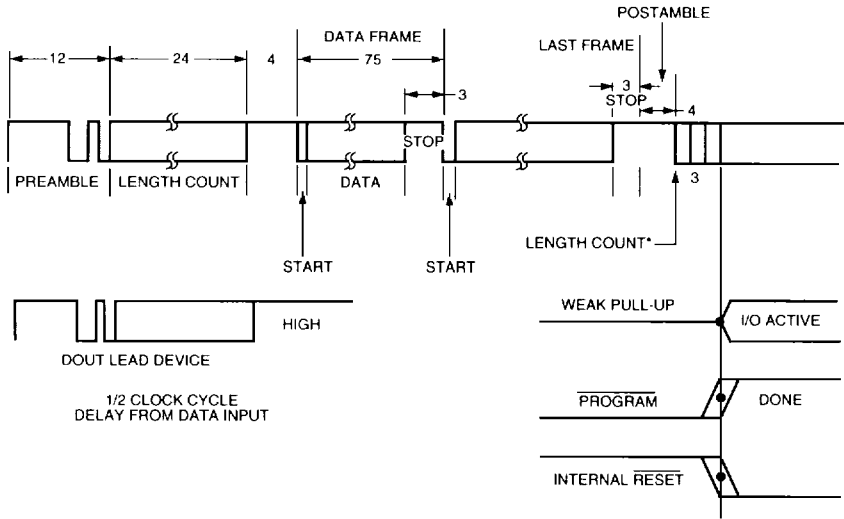 POSTAMBLE
DATA FRAME
LAST FRAME
12
24
4
75
3
3
STOP
4
STOP
PREAMBLE
LENGTH COUNT
DATA
3
LENGTH COUNT*
START
START
WEAK PULL-UP
I/O ACTIVE
HIGH
DOUT LEAD DEVICE
1/2 CLOCK CYCLE
DELAY FROM DATA INPUT
PROGRAM
DONE
INTERNAL RESET